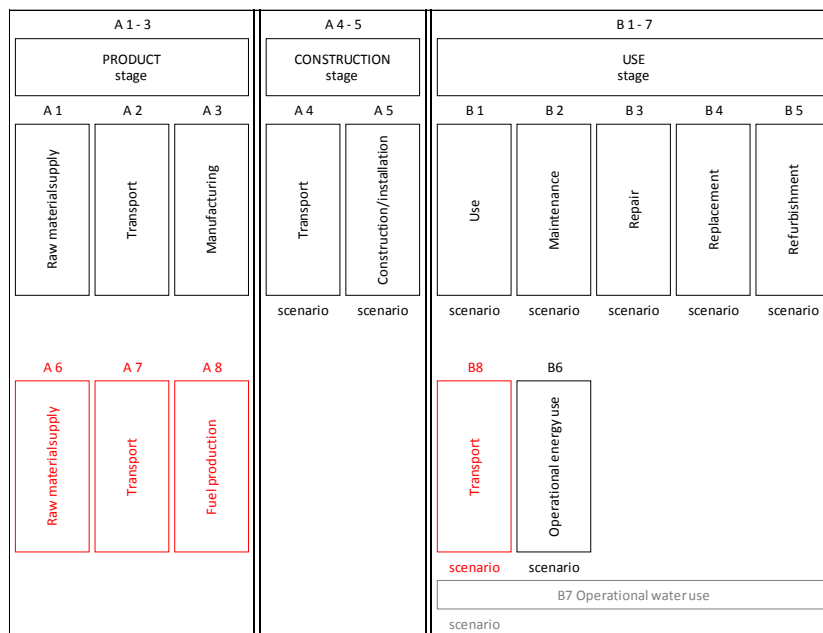 A 1 - 3
A 4 - 5
B 1 - 7
PRODUCT
stage
CONSTRUCTION
stage
USE
stage
A 1
A 2
A 3
A 4
A 5
B 1
B 2
B 3
B 4
B 5
Raw materialsupply
Transport
Manufacturing
Transport
Construction/installation
Use
Maintenance
Repair
Replacement
Refurbishment
scenario
scenario
scenario
scenario
scenario
scenario
scenario
A 6
A 7
A 8
B8
B6
Raw materialsupply
Transport
Fuel production
Transport
Operational energy use
scenario
scenario
B7 Operational water use
scenario